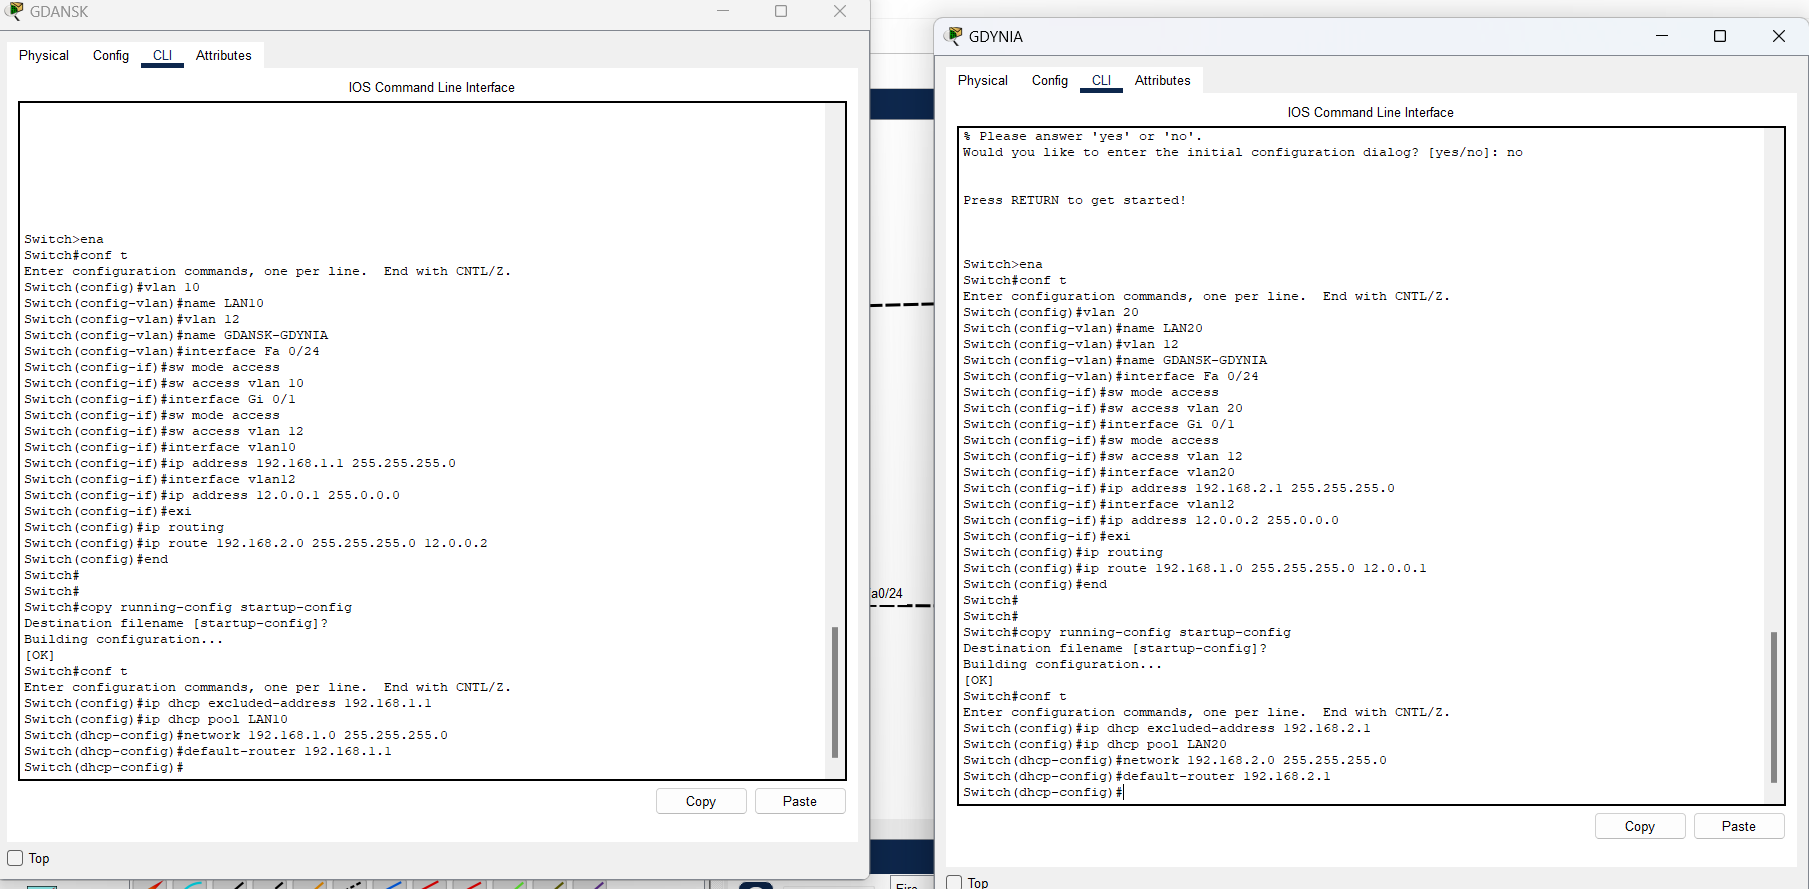 GDANSK
Physical Config CLI Attributes
IOS Command Line Interface
Switch>ena
Switch#conf t
Enter configuration commands, one per line.  End with CNTL/Z.
Switch(config)#vlan 10
Switch(config-vlan)#name LAN10
Switch(config-vlan)#vlan 12
Switch(config-vlan)#name GDANSK-GDYNIA
Switch(config-vlan)#interface Fa 0/24
Switch(config-if)#sw mode access
Switch(config-if)#sw access vlan 10
Switch(config-if)#interface Gi 0/1
Switch(config-if)#sw mode access
Switch(config-if)#sw access vlan 12
Switch(config-if)#interface vlan10
Switch(config-if)#ip address 192.168.1.1 255.255.255.0
Switch(config-if)#interface vlan12
Switch(config-if)#ip address 12.0.0.1 255.0.0.0
Switch(config-if)#exi
Switch(config)#ip routing
Switch(config)#ip route 192.168.2.0 255.255.255.0 12.0.0.2
Switch(config)#end
Switch#
Switch#
Switch#copy running-config startup-config
Destination filename [startup-config]?
Building configuration...
[OK]
Switch#conf t
Enter configuration commands, one per line.  End with CNTL/Z.
Switch(config)#ip dhcp excluded-address 192.168.1.1
Switch(config)#ip dhcp pool LAN10
Switch(dhcp-config)#network 192.168.1.0 255.255.255.0
Switch(dhcp-config)#default-router 192.168.1.1
Switch(dhcp-config)#
Copy Paste
Top
a0/24
GDYNIA
Physical Config CLI Attributes
IOS Command Line Interface
% Please answer 'yes' or 'no'.
Would you like to enter the initial configuration dialog? [yes/no]: no
Press RETURN to get started!
Switch>ena
Switch#conf t
Enter configuration commands, one per line.  End with CNTL/Z.
Switch(config)#vlan 20
Switch(config-vlan)#name LAN20
Switch(config-vlan)#vlan 12
Switch(config-vlan)#name GDANSK-GDYNIA
Switch(config-vlan)#interface Fa 0/24
Switch(config-if)#sw mode access
Switch(config-if)#sw access vlan 20
Switch(config-if)#interface Gi 0/1
Switch(config-if)#sw mode access
Switch(config-if)#sw access vlan 12
Switch(config-if)#interface vlan20
Switch(config-if)#ip address 192.168.2.1 255.255.255.0
Switch(config-if)#interface vlan12
Switch(config-if)#ip address 12.0.0.2 255.0.0.0
Switch(config-if)#exi
Switch(config)#ip routing
Switch(config)#ip route 192.168.1.0 255.255.255.0 12.0.0.1
Switch(config)#end
Switch#
Switch#
Switch#copy running-config startup-config
Destination filename [startup-config]?
Building configuration...
[OK]
Switch#conf t
Enter configuration commands, one per line.  End with CNTL/Z.
Switch(config)#ip dhcp excluded-address 192.168.2.1
Switch(config)#ip dhcp pool LAN20
Switch(dhcp-config)#network 192.168.2.0 255.255.255.0
Switch(dhcp-config)#default-router 192.168.2.1
Switch(dhcp-config)#
Copy Paste
Top